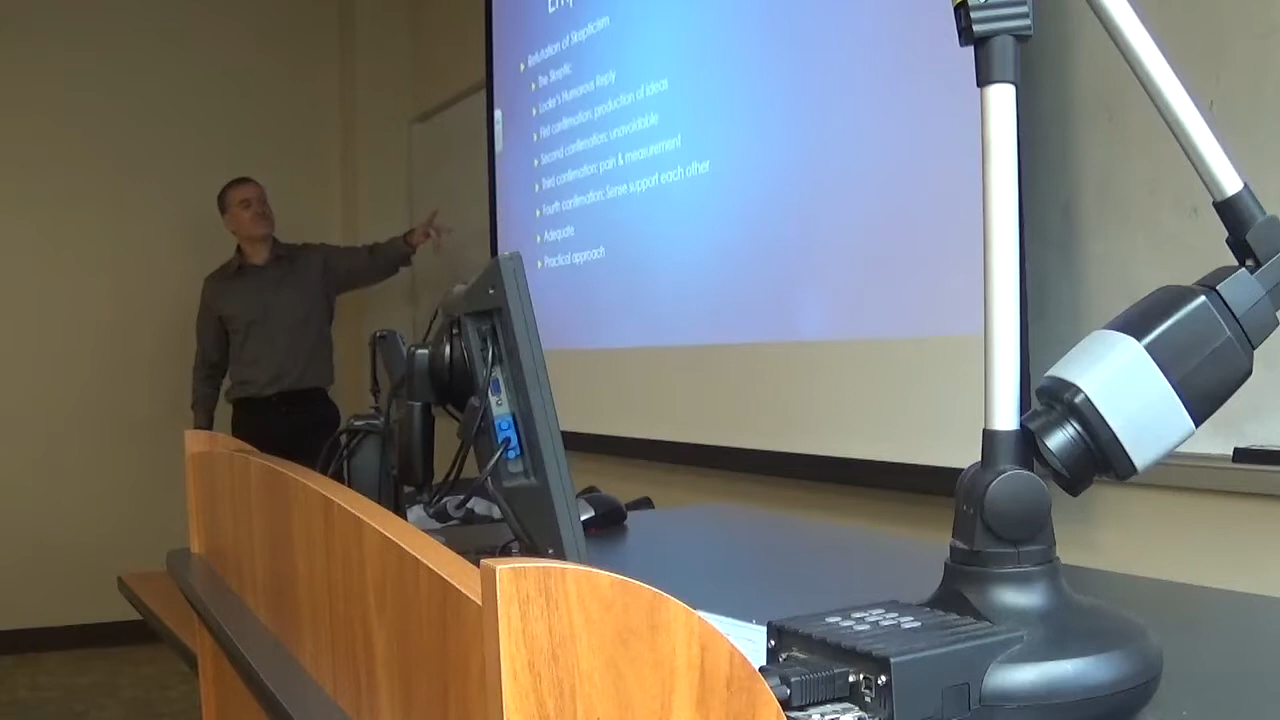 Refutation of Skepticism
The Skeptic
Locke's Humorous Reply
First confirmation: production of ideas
Second confirmation: unavoidable
Third confirmation: pain & measurement
Fourth confirmation: Sense support each other
Adequate
Practical approach